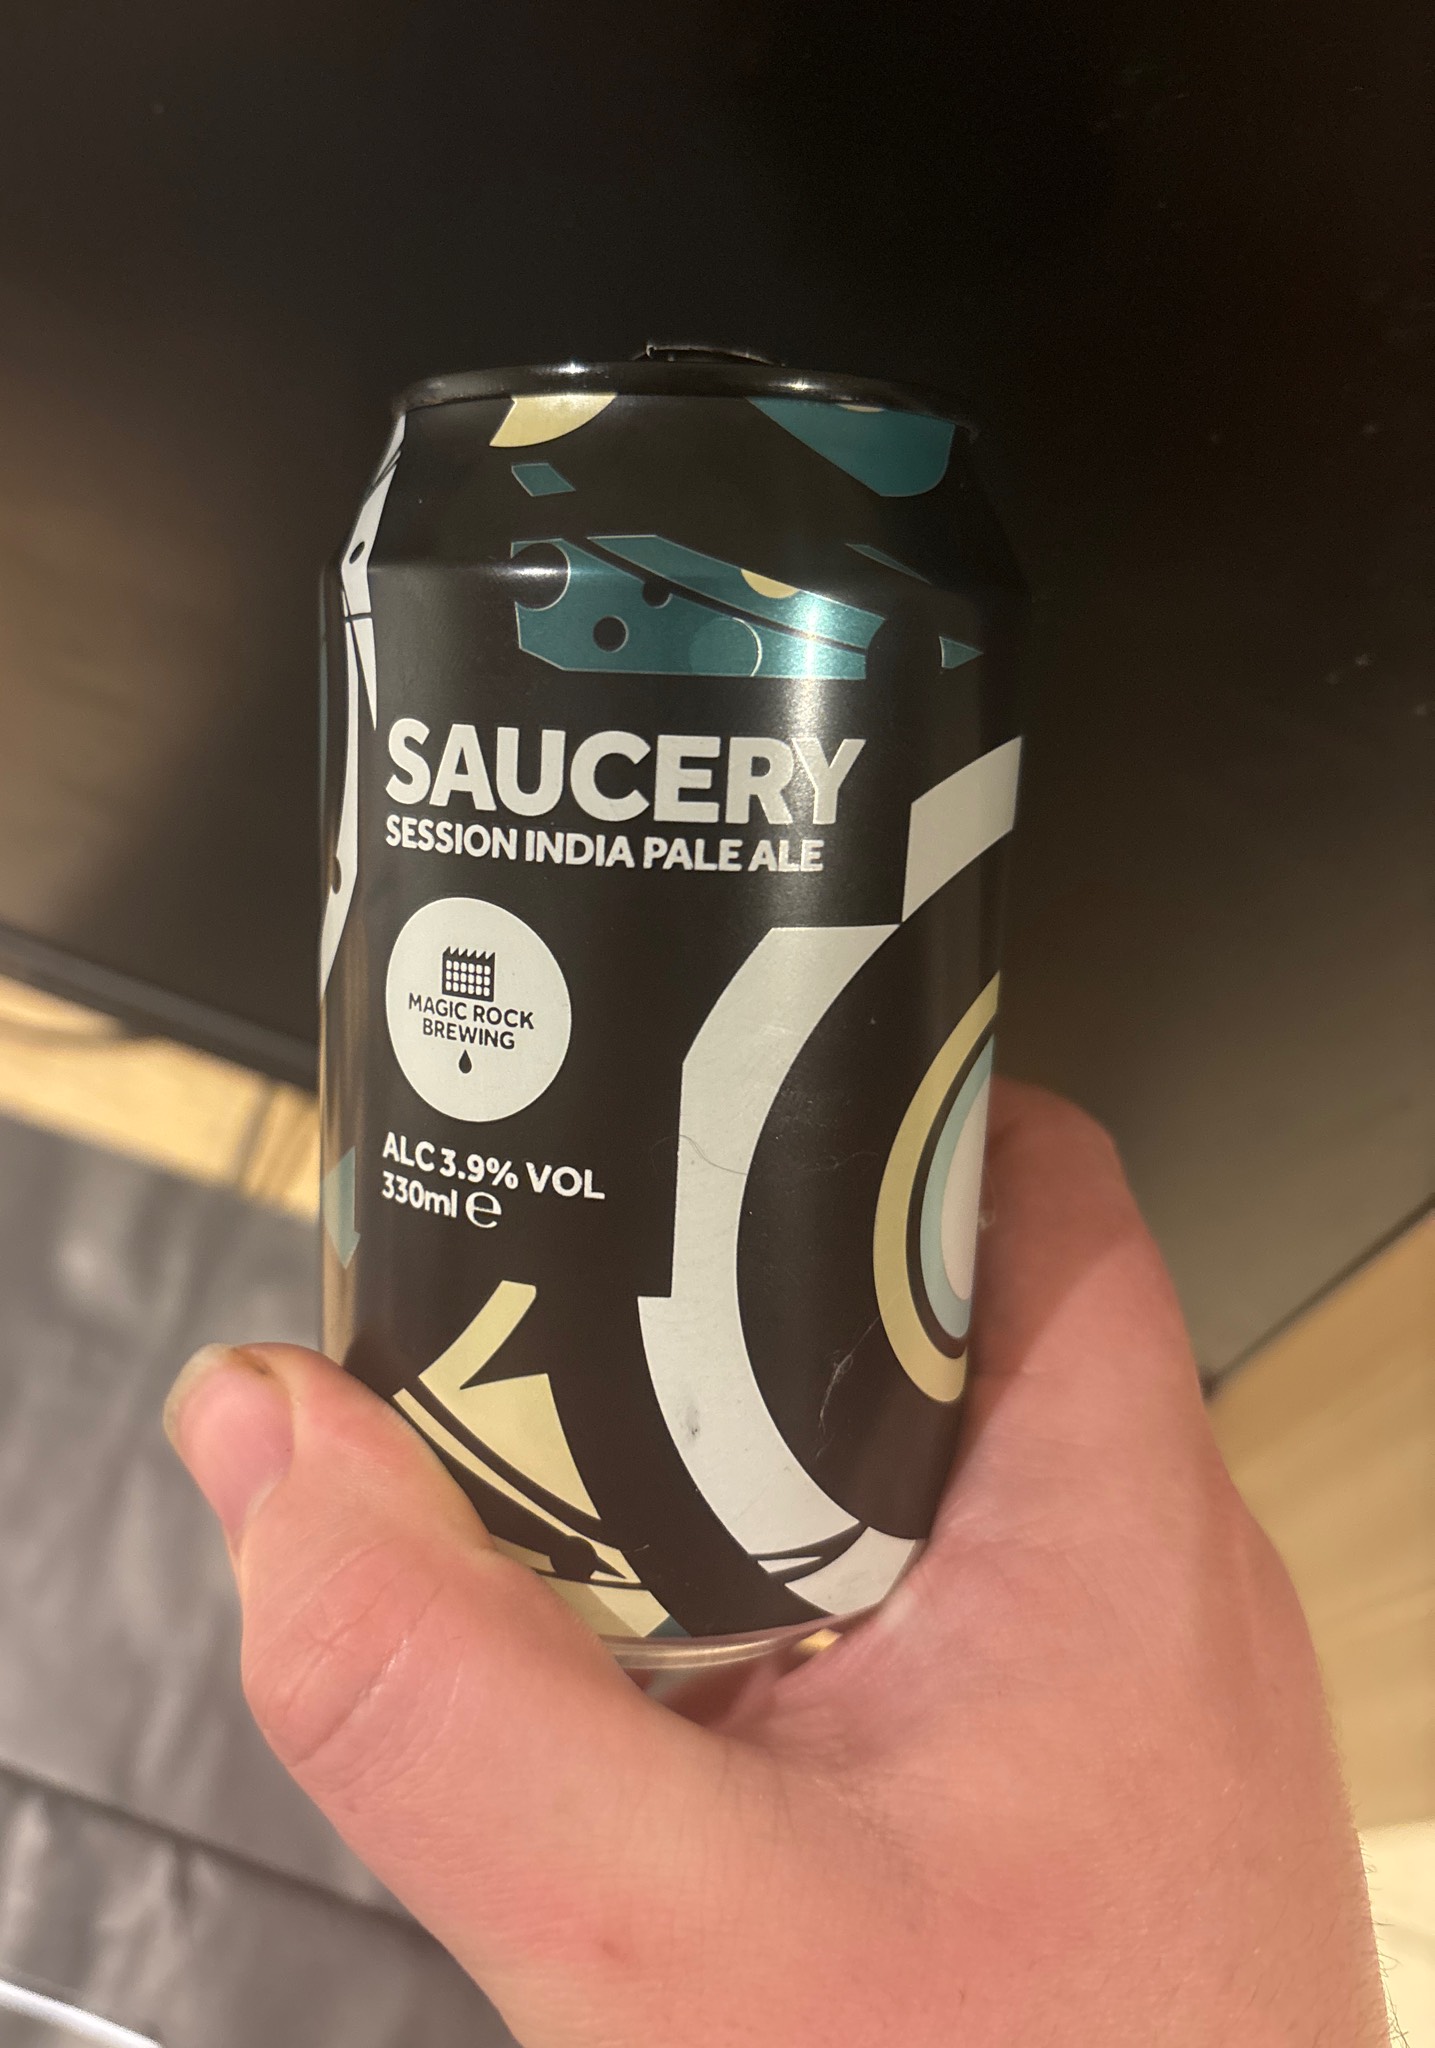 SAUCERY
SESSION INDIA PALE ALE
MAGIC ROCK
BREWING
ALC 3.9% VOL
330ml ℮